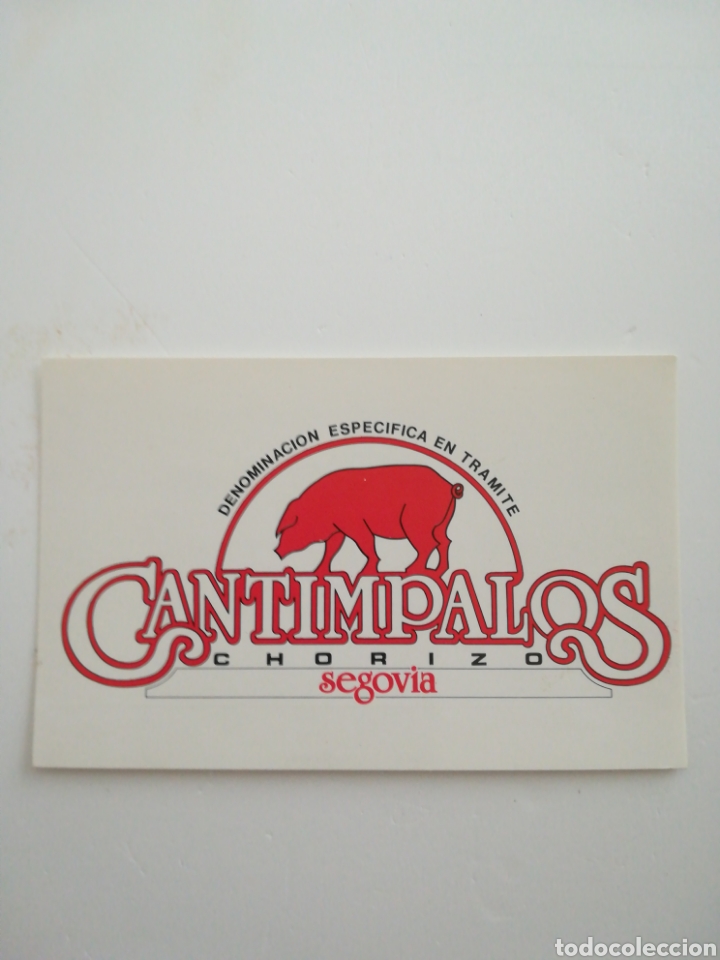 DENOMINACION ESPECIFICA EN TRAMITE
CANTIMPALOS
CHORIZO
segovia
todocoleccion